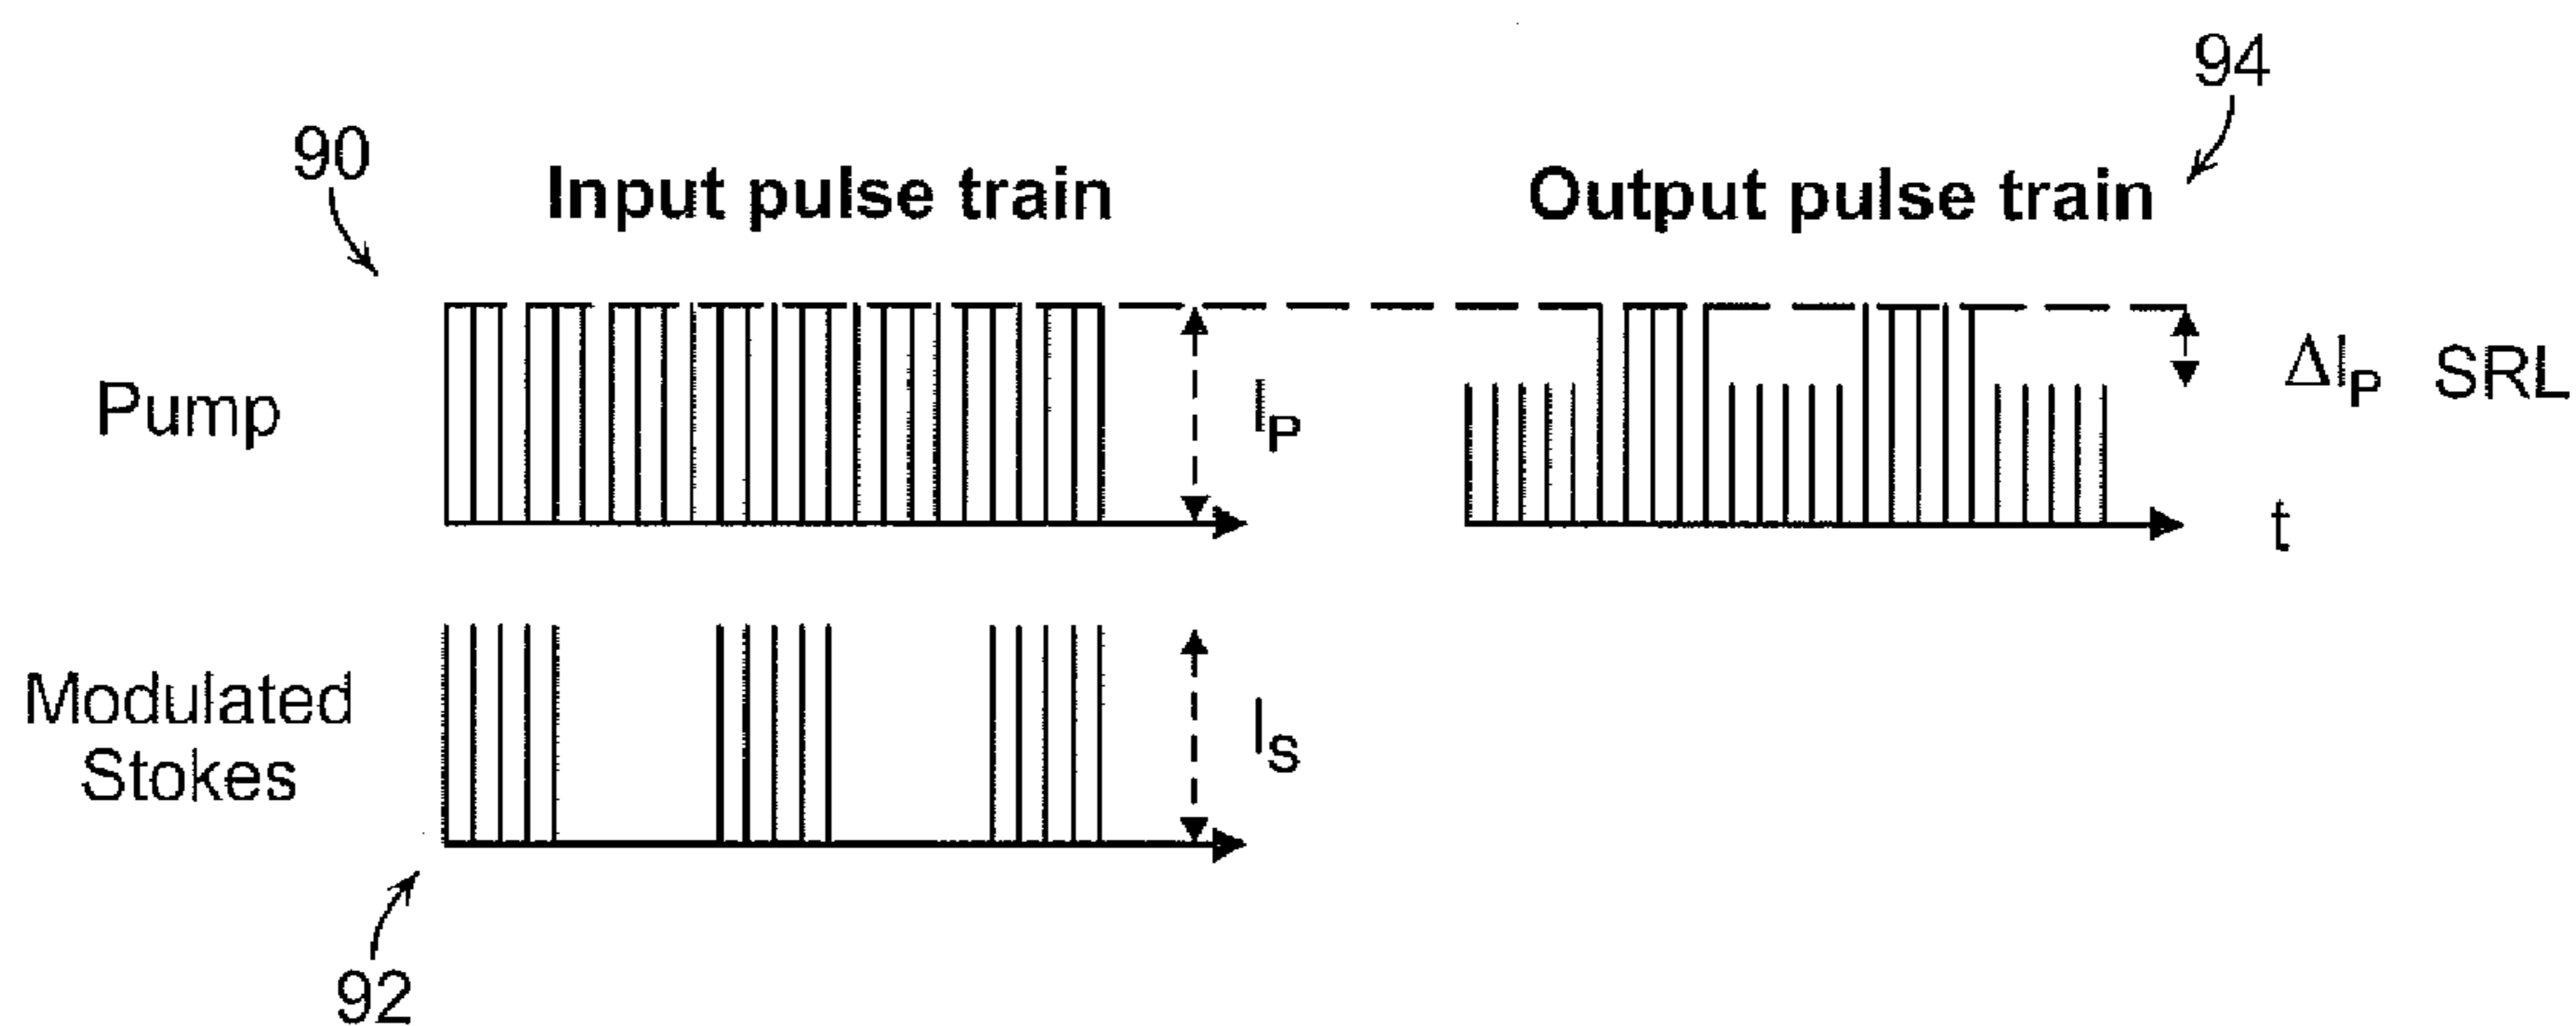 94
90
Input pulse train
Output pulse train
Pump
I_P
ΔI_P SRL
t
Modulated
Stokes
I_S
92